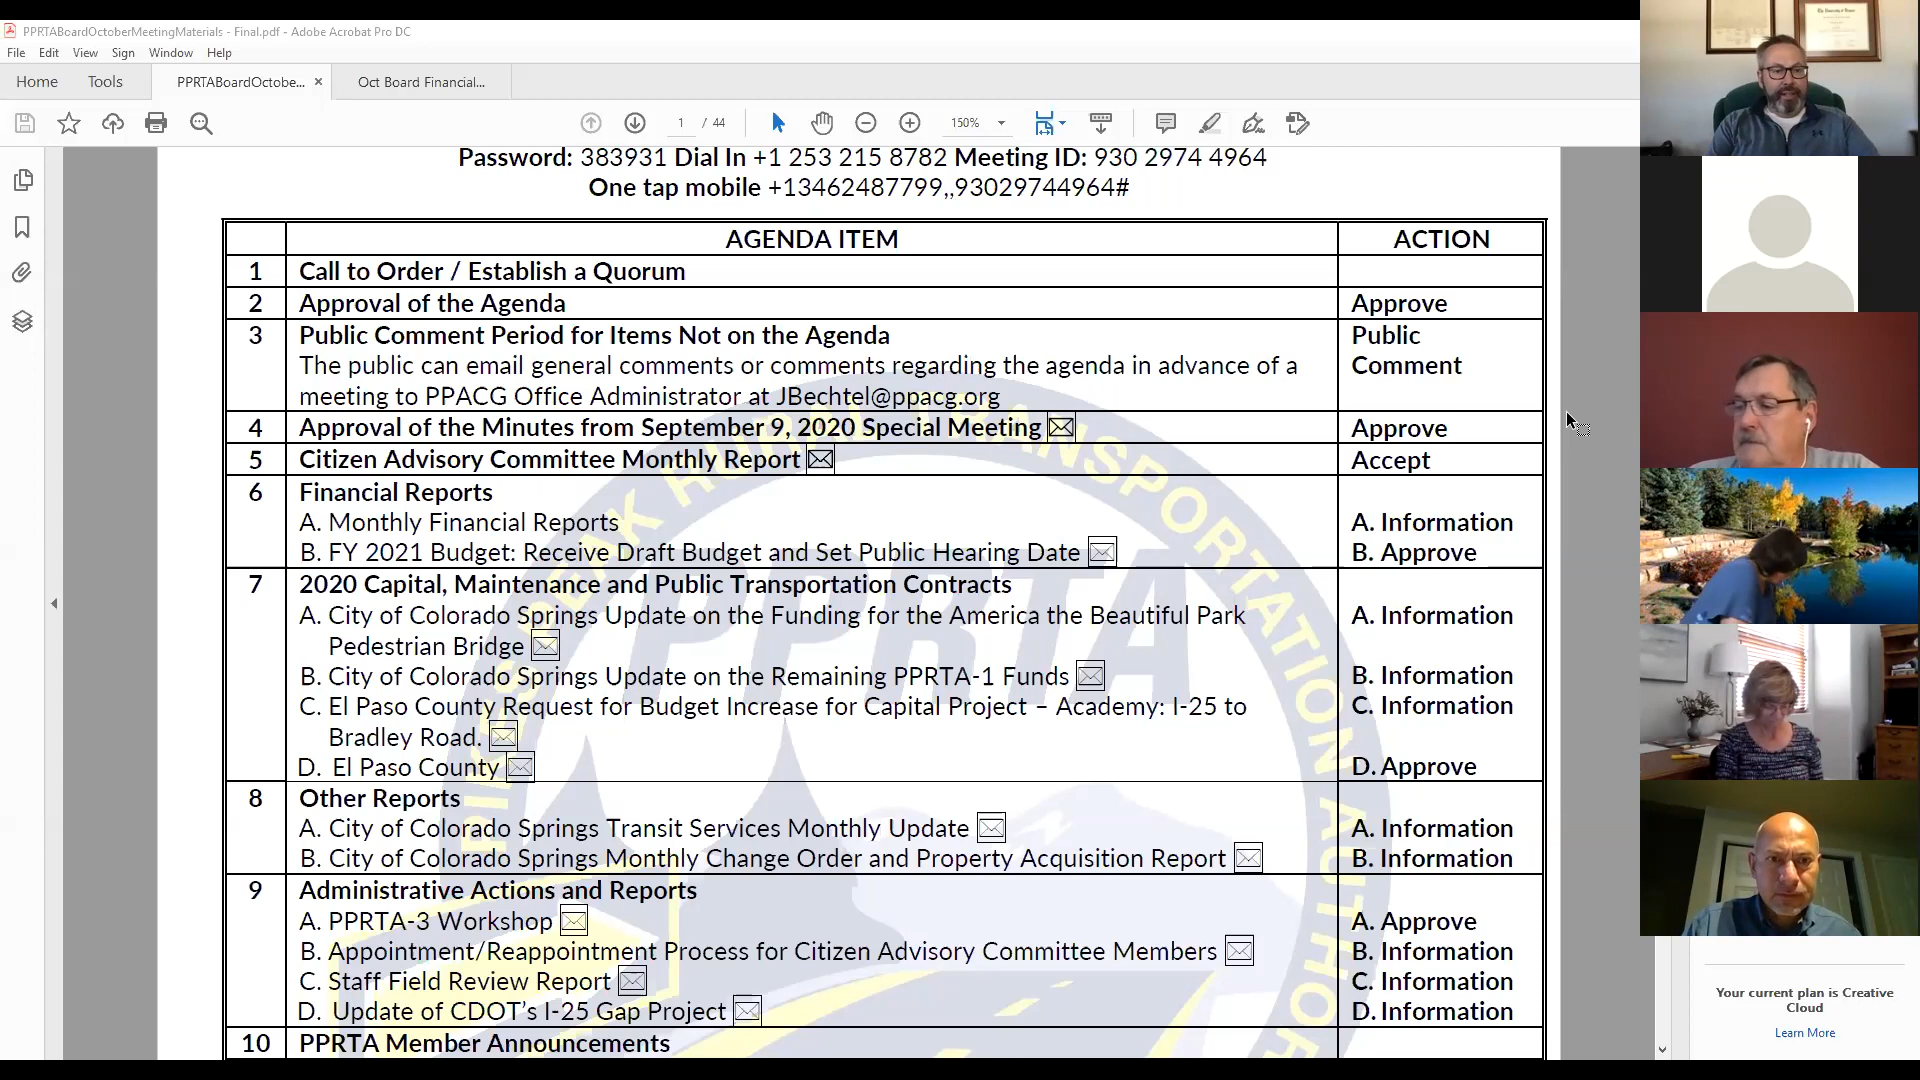 PPRTABoardOctoberMeetingMaterials - Final.pdf - Adobe Acrobat Pro DC
File Edit View Sign Window Help
Home Tools PPRTABoardOctobe... × Oct Board Financial...
1 / 44 150%
Password: 383931 Dial In +1 253 215 8782 Meeting ID: 930 2974 4964
One tap mobile +13462487799,,93029744964#
AGENDA ITEM ACTION
1 Call to Order / Establish a Quorum
2 Approval of the Agenda Approve
3 Public Comment Period for Items Not on the Agenda Public
The public can email general comments or comments regarding the agenda in advance of a Comment
meeting to PPACG Office Administrator at JBechtel@ppacg.org
4 Approval of the Minutes from September 9, 2020 Special Meeting Approve
5 Citizen Advisory Committee Monthly Report Accept
6 Financial Reports
A. Monthly Financial Reports A. Information
B. FY 2021 Budget: Receive Draft Budget and Set Public Hearing Date B. Approve
7 2020 Capital, Maintenance and Public Transportation Contracts
A. City of Colorado Springs Update on the Funding for the America the Beautiful Park A. Information
Pedestrian Bridge
B. City of Colorado Springs Update on the Remaining PPRTA-1 Funds B. Information
C. El Paso County Request for Budget Increase for Capital Project – Academy: I-25 to C. Information
Bradley Road.
D. El Paso County D. Approve
8 Other Reports
A. City of Colorado Springs Transit Services Monthly Update A. Information
B. City of Colorado Springs Monthly Change Order and Property Acquisition Report B. Information
9 Administrative Actions and Reports
A. PPRTA-3 Workshop A. Approve
B. Appointment/Reappointment Process for Citizen Advisory Committee Members B. Information
C. Staff Field Review Report C. Information
D. Update of CDOT's I-25 Gap Project D. Information
10 PPRTA Member Announcements
PIKES PEAK RURAL TRANSPORTATION AUTHOR
PPRTA
Your current plan is Creative
Cloud
Learn More